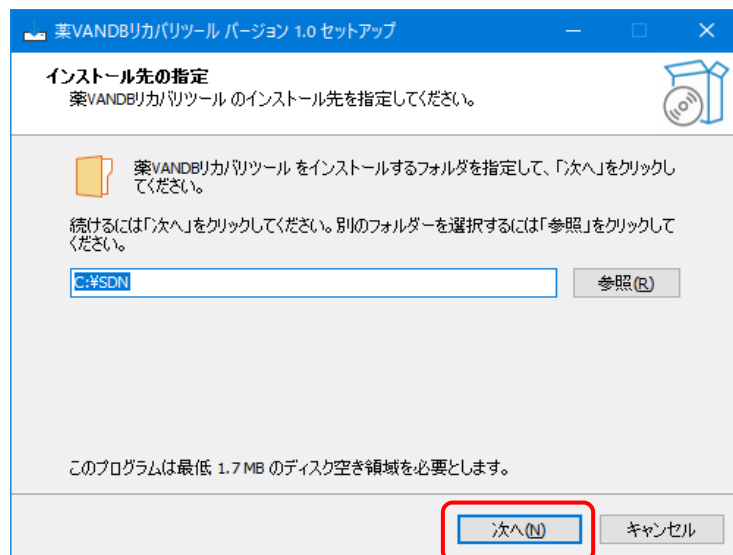 薬VANDBリカバリツール バージョン 1.0 セットアップ
インストール先の指定
薬VANDBリカバリツール のインストール先を指定してください。
薬VANDBリカバリツール をインストールするフォルダを指定して、「次へ」をクリックし
てください。
続けるには「次へ」をクリックしてください。別のフォルダーを選択するには「参照」をクリックして
ください。
C:¥SDN
参照(R)
このプログラムは最低 1.7 MB のディスク空き領域を必要とします。
次へ(N)
キャンセル